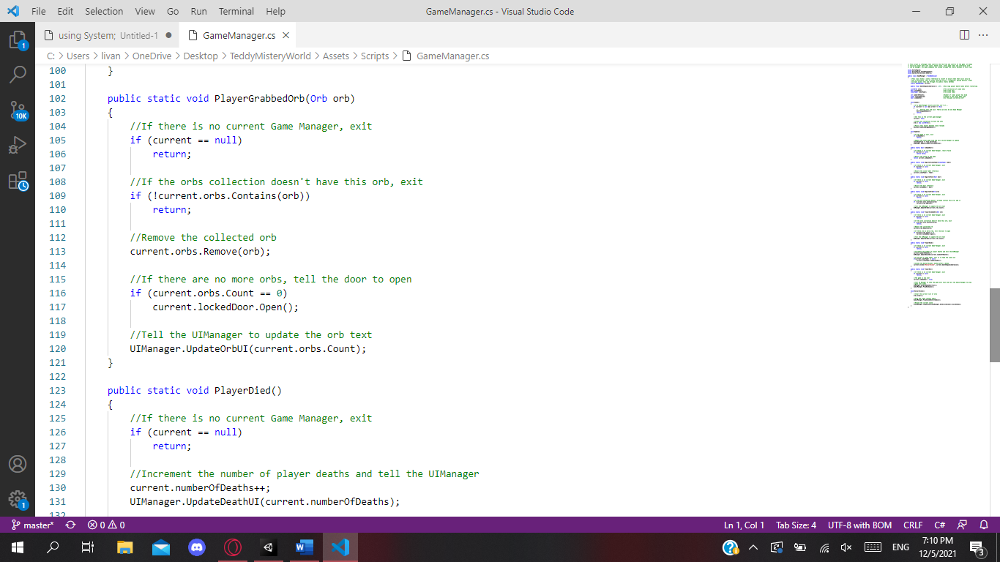 File Edit Selection View Go Run Terminal Help GameManager.cs - Visual Studio Code
using System; Untitled-1 GameManager.cs
C: > Users > livan > OneDrive > Desktop > TeddyMisteryWorld > Assets > Scripts > GameManager.cs
1
10K
1
100 }
101
102 public static void PlayerGrabbedOrb(Orb orb)
103 {
104 //If there is no current Game Manager, exit
105 if (current == null)
106 return;
107
108 //If the orbs collection doesn't have this orb, exit
109 if (!current.orbs.Contains(orb))
110 return;
111
112 //Remove the collected orb
113 current.orbs.Remove(orb);
114
115 //If there are no more orbs, tell the door to open
116 if (current.orbs.Count == 0)
117 current.lockedDoor.Open();
118
119 //Tell the UIManager to update the orb text
120 UIManager.UpdateOrbUI(current.orbs.Count);
121 }
122
123 public static void PlayerDied()
124 {
125 //If there is no current Game Manager, exit
126 if (current == null)
127 return;
128
129 //Increment the number of player deaths and tell the UIManager
130 current.numberOfDeaths++;
131 UIManager.UpdateDeathUI(current.numberOfDeaths);
132
master* 0 0 Ln 1, Col 1 Tab Size: 4 UTF-8 with BOM CRLF C#
ENG 7:10 PM
12/5/2021
3